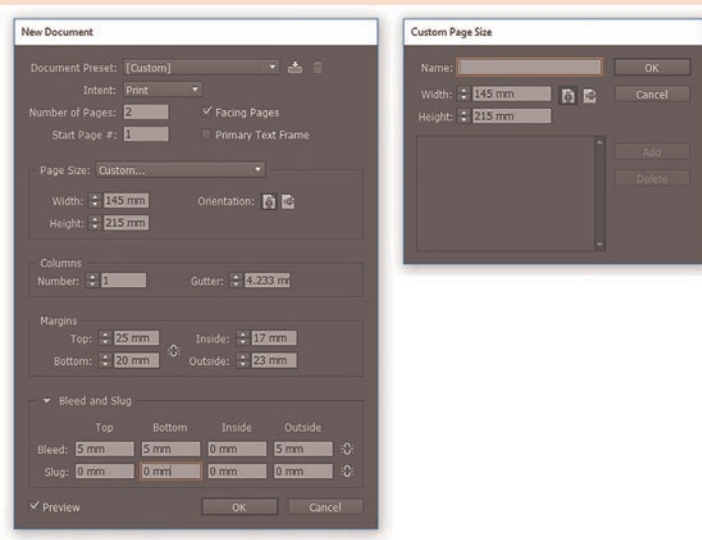 New Document
Document Preset: [Custom]
Intent: Print
Number of Pages: 2 Facing Pages
Start Page #: 1 Primary Text Frame
Page Size: Custom...
Width: 145 mm Orientation:
Height: 215 mm
Columns
Number: 1 Gutter: 4.233 m
Margins
Top: 25 mm Inside: 17 mm
Bottom: 20 mm Outside: 23 mm
Bleed and Slug
Top Bottom Inside Outside
Bleed: 5 mm 5 mm 0 mm 5 mm
Slug: 0 mm 0 mm 0 mm 0 mm
Preview OK Cancel
Custom Page Size
Name: OK
Width: 145 mm Cancel
Height: 215 mm
Add
Delete